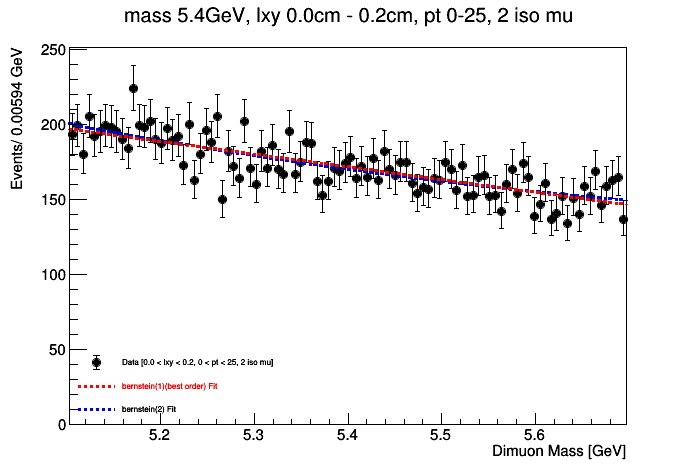 mass 5.4GeV, lxy 0.0cm - 0.2cm, pt 0-25, 2 iso mu
Events/ 0.00594 GeV
250
200
150
100
50
0
Data [0.0 < lxy < 0.2, 0 < pt < 25, 2 iso mu]
bernstein(1)(best order) Fit
bernstein(2) Fit
5.2 5.3 5.4 5.5 5.6
Dimuon Mass [GeV]